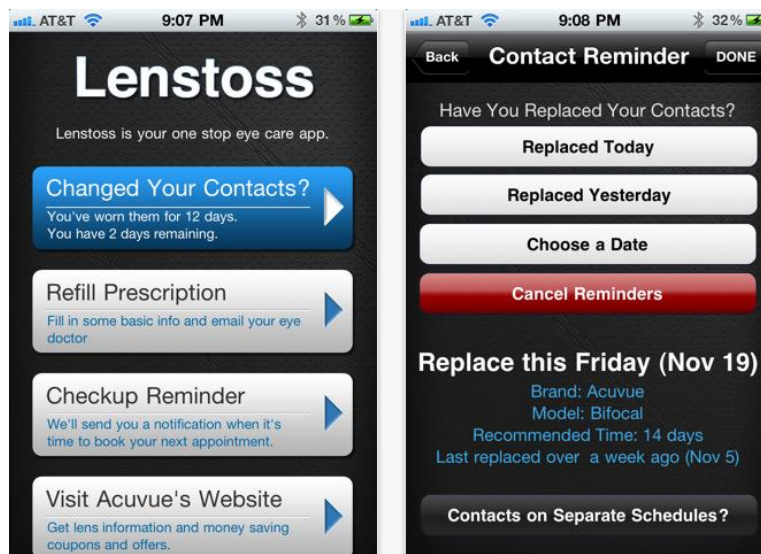 AT&T 9:07 PM 31%
Lenstoss
Lenstoss is your one stop eye care app.
Changed Your Contacts?
You've worn them for 12 days.
You have 2 days remaining.
Refill Prescription
Fill in some basic info and email your eye
doctor
Checkup Reminder
We'll send you a notification when it's
time to book your next appointment.
Visit Acuvue's Website
Get lens information and money saving
coupons and offers.
AT&T 9:08 PM 32%
Back Contact Reminder DONE
Have You Replaced Your Contacts?
Replaced Today
Replaced Yesterday
Choose a Date
Cancel Reminders
Replace this Friday (Nov 19)
Brand: Acuvue
Model: Bifocal
Recommended Time: 14 days
Last replaced over a week ago (Nov 5)
Contacts on Separate Schedules?